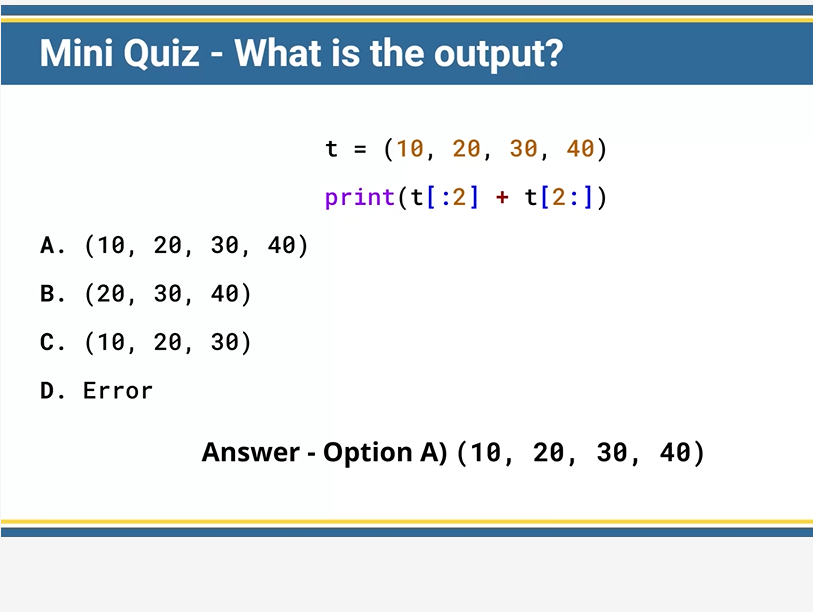 Mini Quiz - What is the output?
t = (10, 20, 30, 40)
print(t[:2] + t[2:])
A. (10, 20, 30, 40)
B. (20, 30, 40)
C. (10, 20, 30)
D. Error
Answer - Option A) (10, 20, 30, 40)